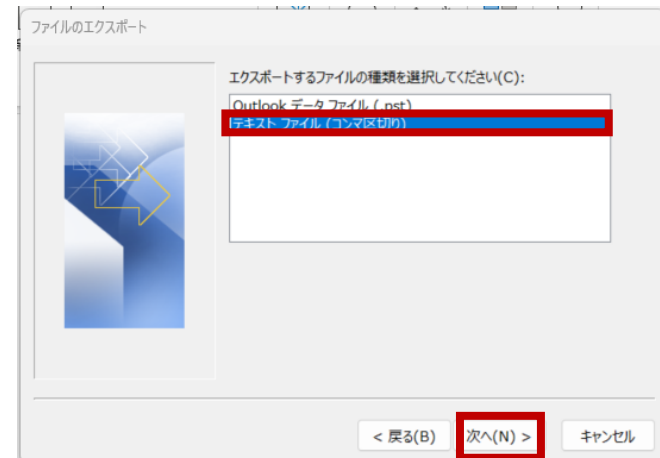 ファイルのエクスポート
エクスポートするファイルの種類を選択してください(C):
Outlook データ ファイル (.pst)
テキスト ファイル (コンマ区切り)
< 戻る(B)
次へ(N) >
キャンセル